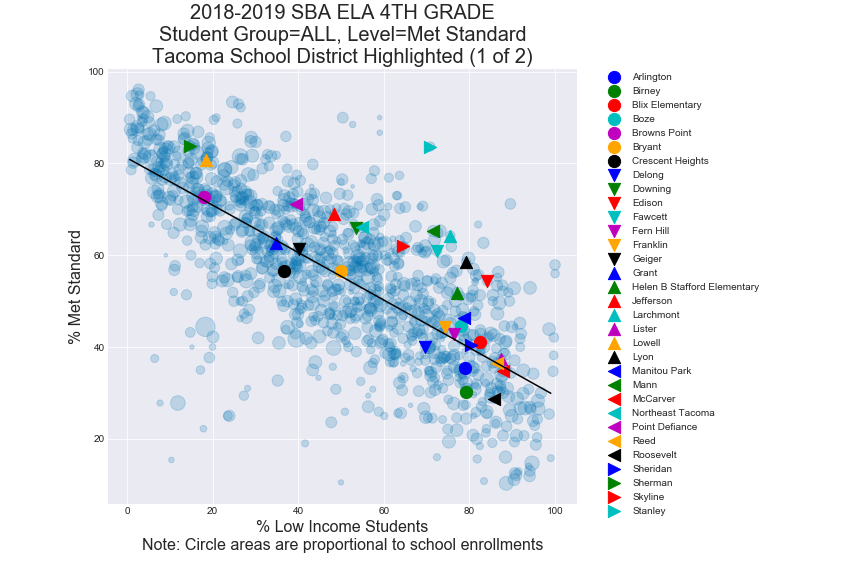 2018-2019 SBA ELA 4TH GRADE
Student Group=ALL, Level=Met Standard
Tacoma School District Highlighted (1 of 2)
% Met Standard
100
80
60
40
20
0 20 40 60 80 100
% Low Income Students
Note: Circle areas are proportional to school enrollments
Arlington
Birney
Blix Elementary
Boze
Browns Point
Bryant
Crescent Heights
Delong
Downing
Edison
Fawcett
Fern Hill
Franklin
Geiger
Grant
Helen B Stafford Elementary
Jefferson
Larchmont
Lister
Lowell
Lyon
Manitou Park
Mann
McCarver
Northeast Tacoma
Point Defiance
Reed
Roosevelt
Sheridan
Sherman
Skyline
Stanley